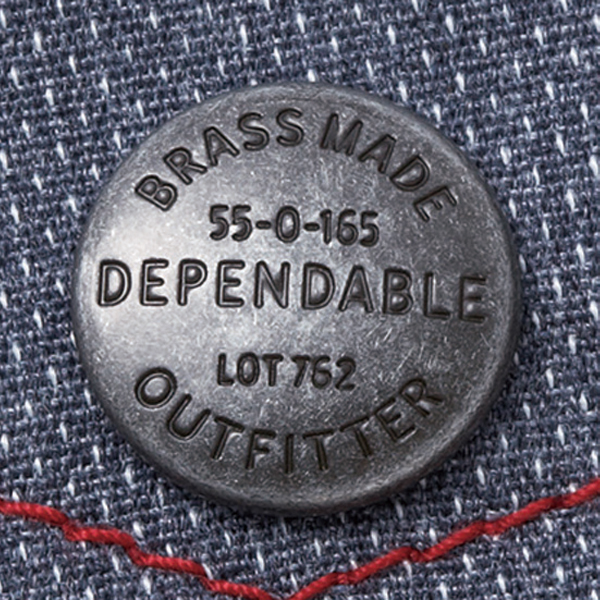 BRASS MADE
55-0-165
DEPENDABLE
LOT 762
OUTFITTER